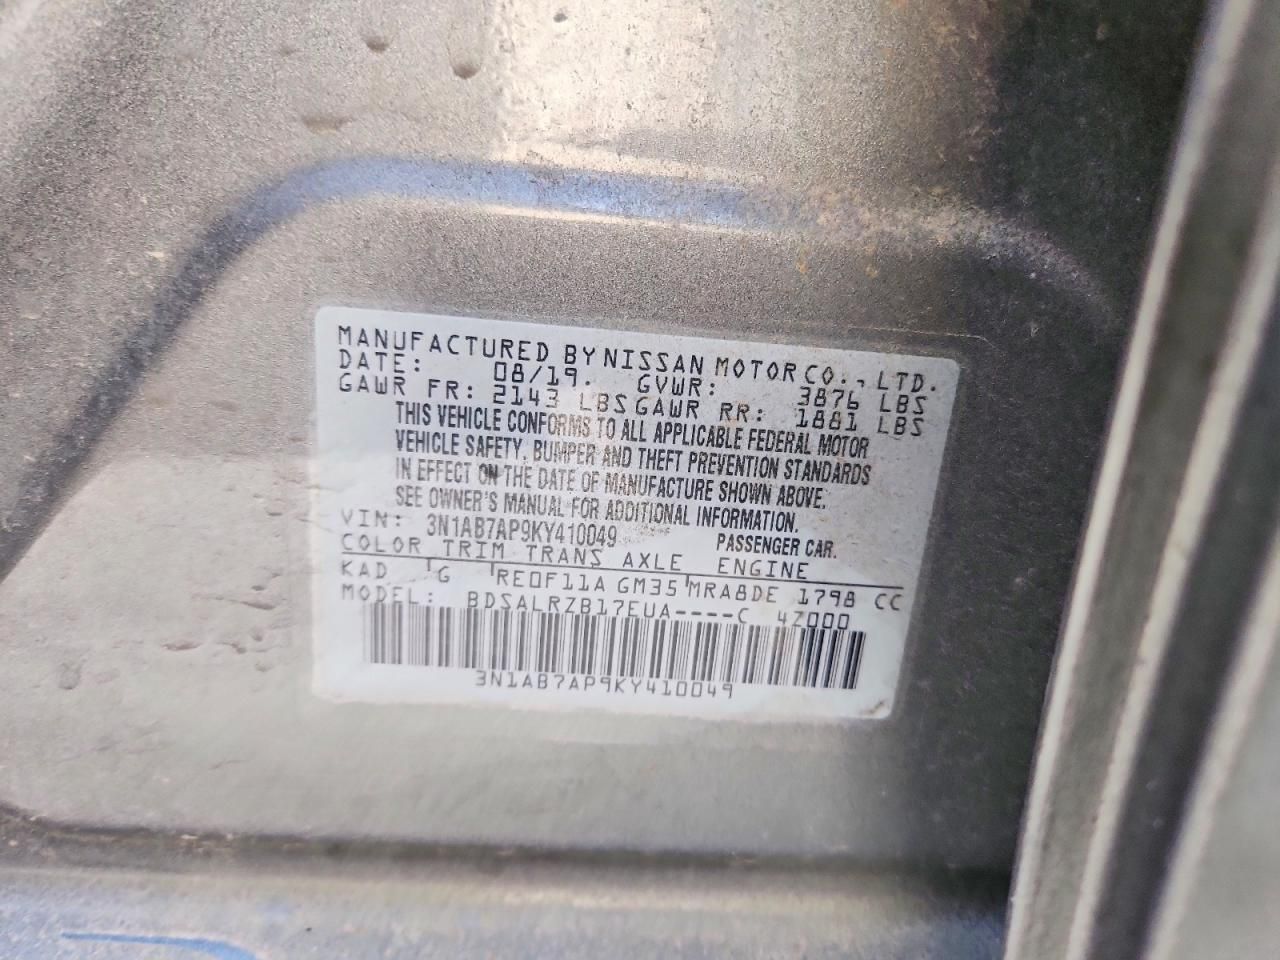 MANUFACTURED BY NISSAN MOTOR CO., LTD.
DATE: 08/19. GVWR: 3876 LBS
GAWR FR: 2143 LBS GAWR RR: 1881 LBS
THIS VEHICLE CONFORMS TO ALL APPLICABLE FEDERAL MOTOR
VEHICLE SAFETY, BUMPER AND THEFT PREVENTION STANDARDS
IN EFFECT ON THE DATE OF MANUFACTURE SHOWN ABOVE.
SEE OWNER'S MANUAL FOR ADDITIONAL INFORMATION.
VIN: 3N1AB7AP9KY410049 PASSENGER CAR.
COLOR TRIM TRANS AXLE ENGINE
KAD G RE0F11A GM35 MRA8DE 1798 CC
MODEL: BDSALRZB17EUA----C 4Z000
3N1AB7AP9KY410049